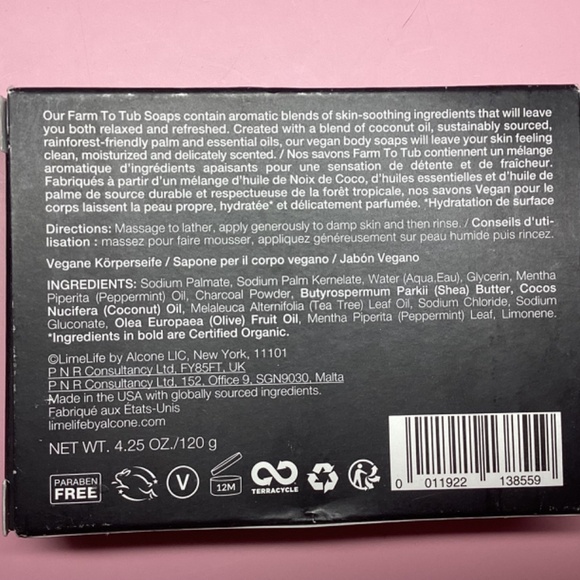 Our Farm To Tub Soaps contain aromatic blends of skin-soothing ingredients that will leave
you both relaxed and refreshed. Created with a blend of coconut oil, sustainably sourced,
rainforest-friendly palm and essential oils, our vegan body soaps will leave your skin feeling
clean, moisturized and delicately scented. / Nos savons Farm To Tub contiennent un mélange
aromatique d'ingrédients apaisants pour une sensation de détente et de fraîcheur.
Fabriqués à partir d'un mélange d'huile de Noix de Coco, d'huiles essentielles et d'huile de
palme de source durable et respectueuse de la forêt tropicale, nos savons Vegan pour le
corps laissent la peau propre, hydratée* et délicatement parfumée. *Hydratation de surface
Directions: Massage to lather, apply generously to damp skin and then rinse. / Conseils d'uti-
lisation : massez pour faire mousser, appliquez généreusement sur peau humide puis rincez.
Vegane Körperseife / Sapone per il corpo vegano / Jabón Vegano
INGREDIENTS: Sodium Palmate, Sodium Palm Kernelate, Water (Aqua.Eau), Glycerin, Mentha
Piperita (Peppermint) Oil, Charcoal Powder, Butyrospermum Parkii (Shea) Butter, Cocos
Nucifera (Coconut) Oil, Melaleuca Alternifolia (Tea Tree) Leaf Oil, Sodium Chloride, Sodium
Gluconate, Olea Europaea (Olive) Fruit Oil, Mentha Piperita (Peppermint) Leaf, Limonene.
*Ingredients in bold are Certified Organic.
©LimeLife by Alcone LIC, New York, 11101
P N R Consultancy Ltd, FY85FT, UK
P N R Consultancy Ltd, 152, Office 9, SGN9030, Malta
Made in the USA with globally sourced ingredients.
Fabriqué aux États-Unis
limelifebyalcone.com
NET WT. 4.25 OZ./120 g
PARABEN
FREE
V
12M
TERRACYCLE
0 011922 138559